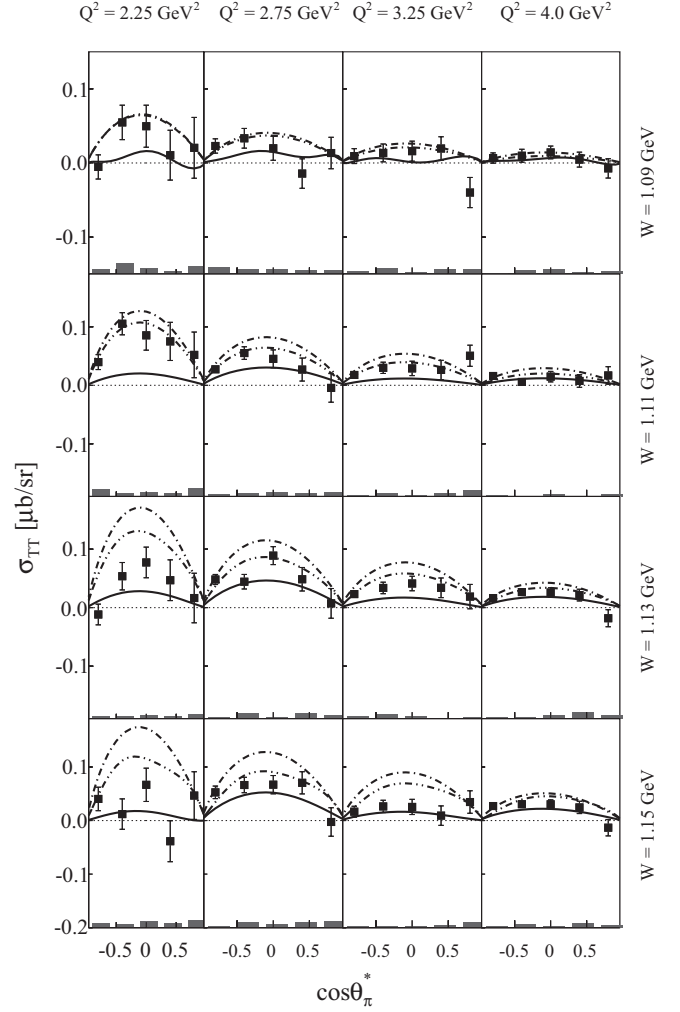 Q² = 2.25 GeV² Q² = 2.75 GeV² Q² = 3.25 GeV² Q² = 4.0 GeV²
0.1
0.0
-0.1
W = 1.09 GeV
0.1
0.0
-0.1
W = 1.11 GeV
σTT [µb/sr]
0.1
0.0
-0.1
W = 1.13 GeV
0.1
0.0
-0.1
-0.2
W = 1.15 GeV
-0.5 0 0.5 -0.5 0 0.5 -0.5 0 0.5 -0.5 0 0.5
cosθ*π